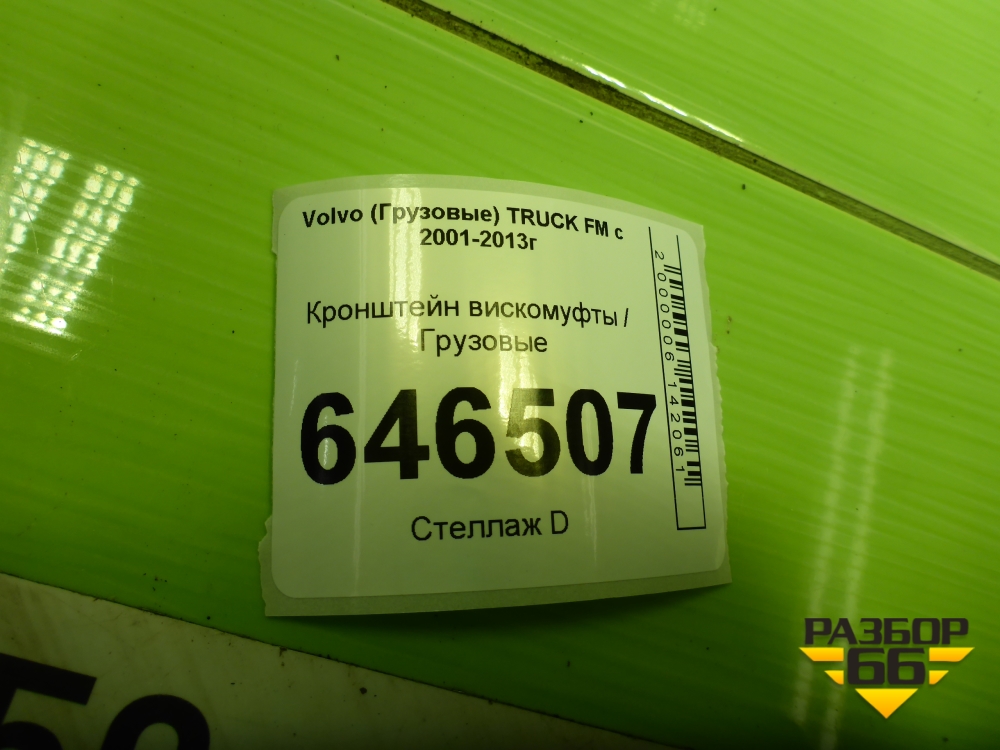 Volvo (Грузовые) TRUCK FM с
2001-2013г
Кронштейн вискомуфты /
Грузовые
646507
Стеллаж D
2000006142061
РАЗБОР
66